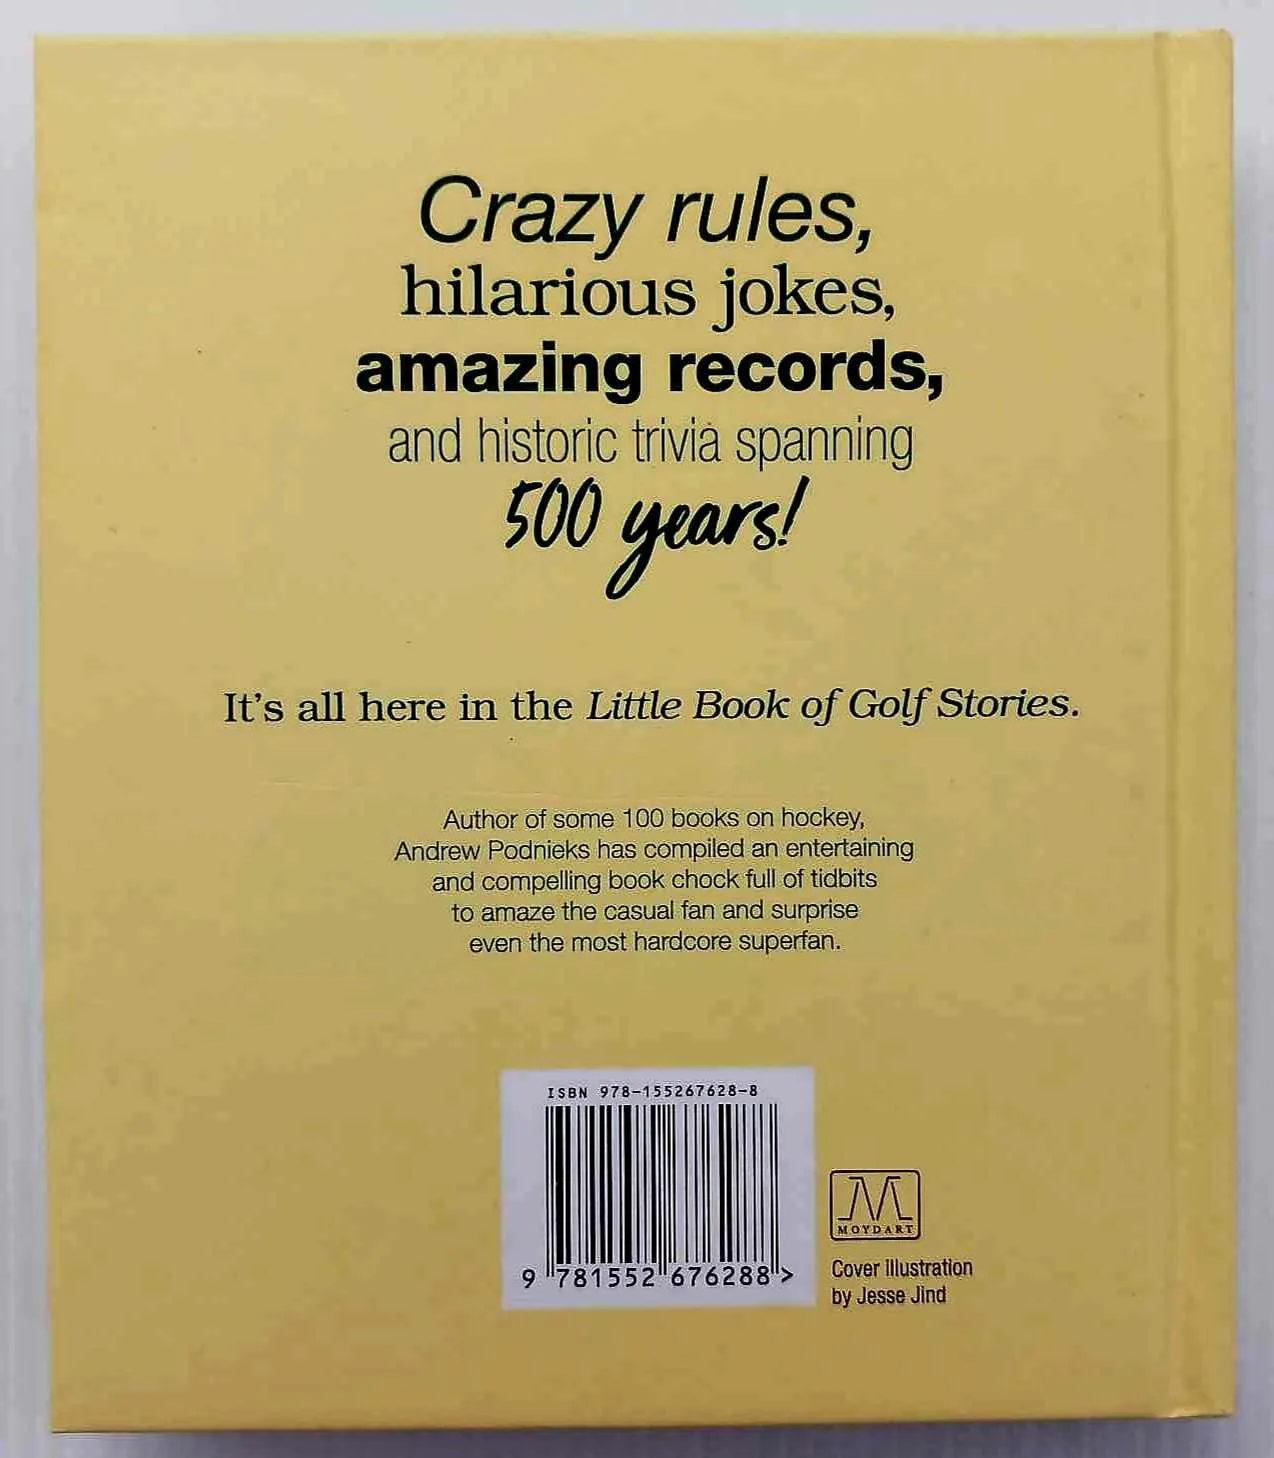 Crazy rules,
hilarious jokes,
amazing records,
and historic trivia spanning
500 years!
It's all here in the Little Book of Golf Stories.
Author of some 100 books on hockey,
Andrew Podnieks has compiled an entertaining
and compelling book chock full of tidbits
to amaze the casual fan and surprise
even the most hardcore superfan.
ISBN 978-155267628-8
9 781552 676288 >
MOYDART
Cover illustration
by Jesse Jind